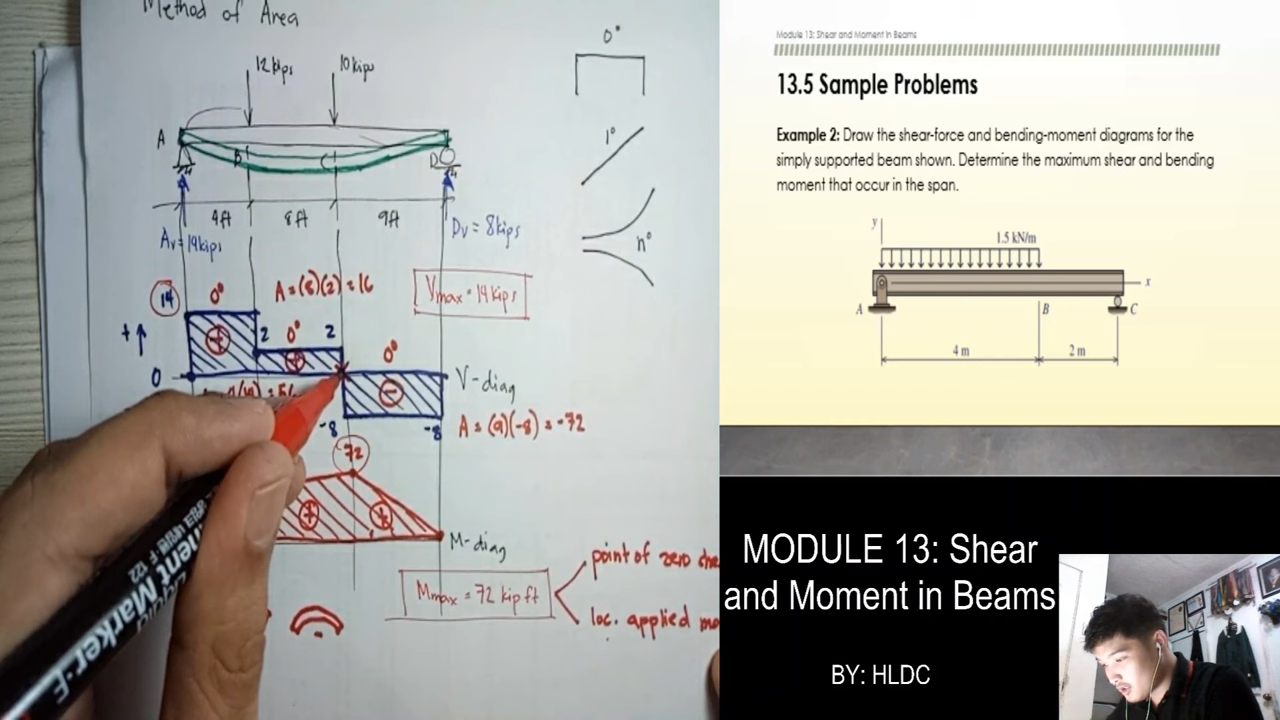 Method of Area
12 kips
10 kips
A
B
C
D
4 ft
8 ft
9 ft
Av = 14 kips
Dv = 8 kips
0°
1°
n°
14
0°
A = (8)(2) = 16
Vmax = 14 kips
+
2
0°
2
0°
0
V-diag
-8
-8
A = (9)(-8) = -72
72
M-diag
Mmax = 72 kip ft
point of zero she
loc. applied mo
Module 13: Shear and Moment in Beams
13.5 Sample Problems
Example 2: Draw the shear-force and bending-moment diagrams for the
simply supported beam shown. Determine the maximum shear and bending
moment that occur in the span.
y
1.5 kN/m
x
A
B
C
4 m
2 m
MODULE 13: Shear
and Moment in Beams
BY: HLDC